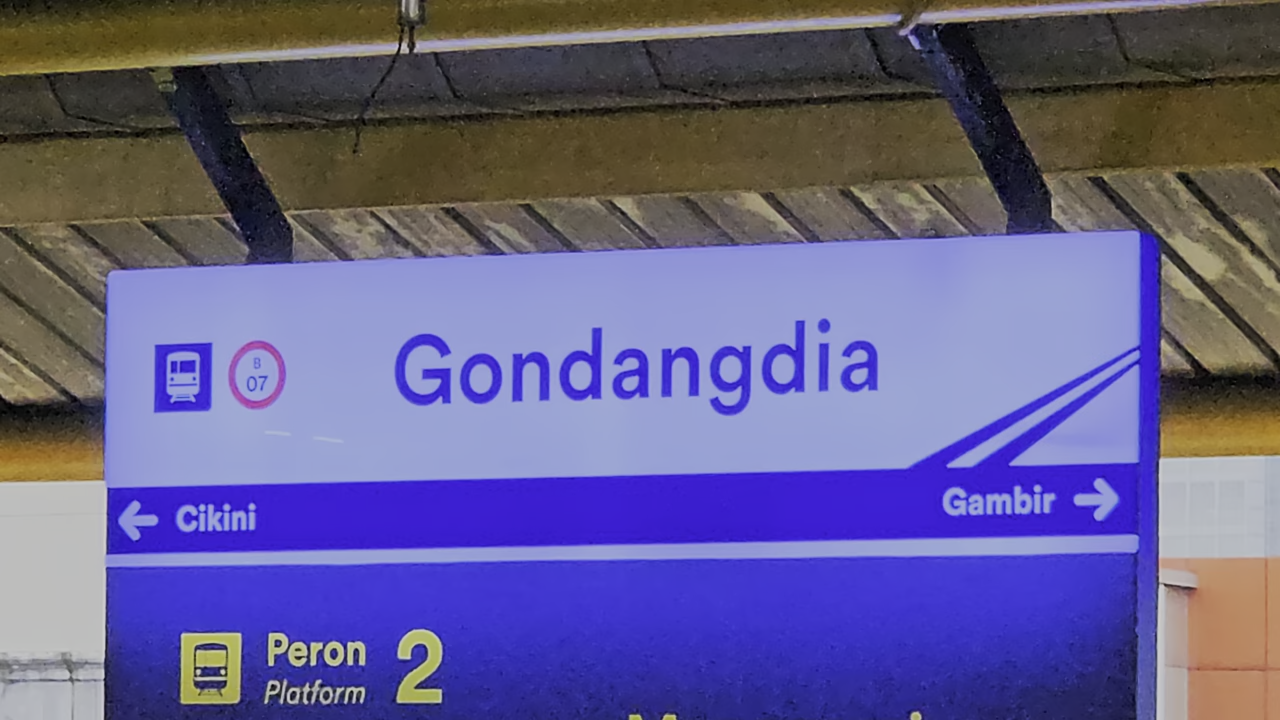 B
07
Gondangdia
← Cikini
Gambir →
Peron 2
Platform